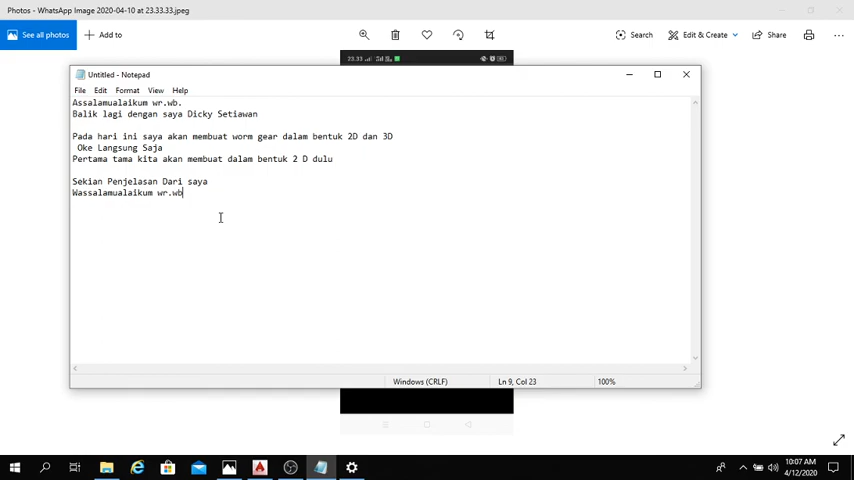 Photos - WhatsApp Image 2020-04-10 at 23.33.33.jpeg
See all photos
Add to
Search
Edit & Create
Share
23.33
Untitled - Notepad
File Edit Format View Help
Assalamualaikum wr.wb.
Balik lagi dengan saya Dicky Setiawan
Pada hari ini saya akan membuat worm gear dalam bentuk 2D dan 3D
Oke Langsung Saja
Pertama tama kita akan membuat dalam bentuk 2 D dulu
Sekian Penjelasan Dari saya
Wassalamualaikum wr.wb
Windows (CRLF)
Ln 9, Col 23
100%
10:07 AM
4/12/2020